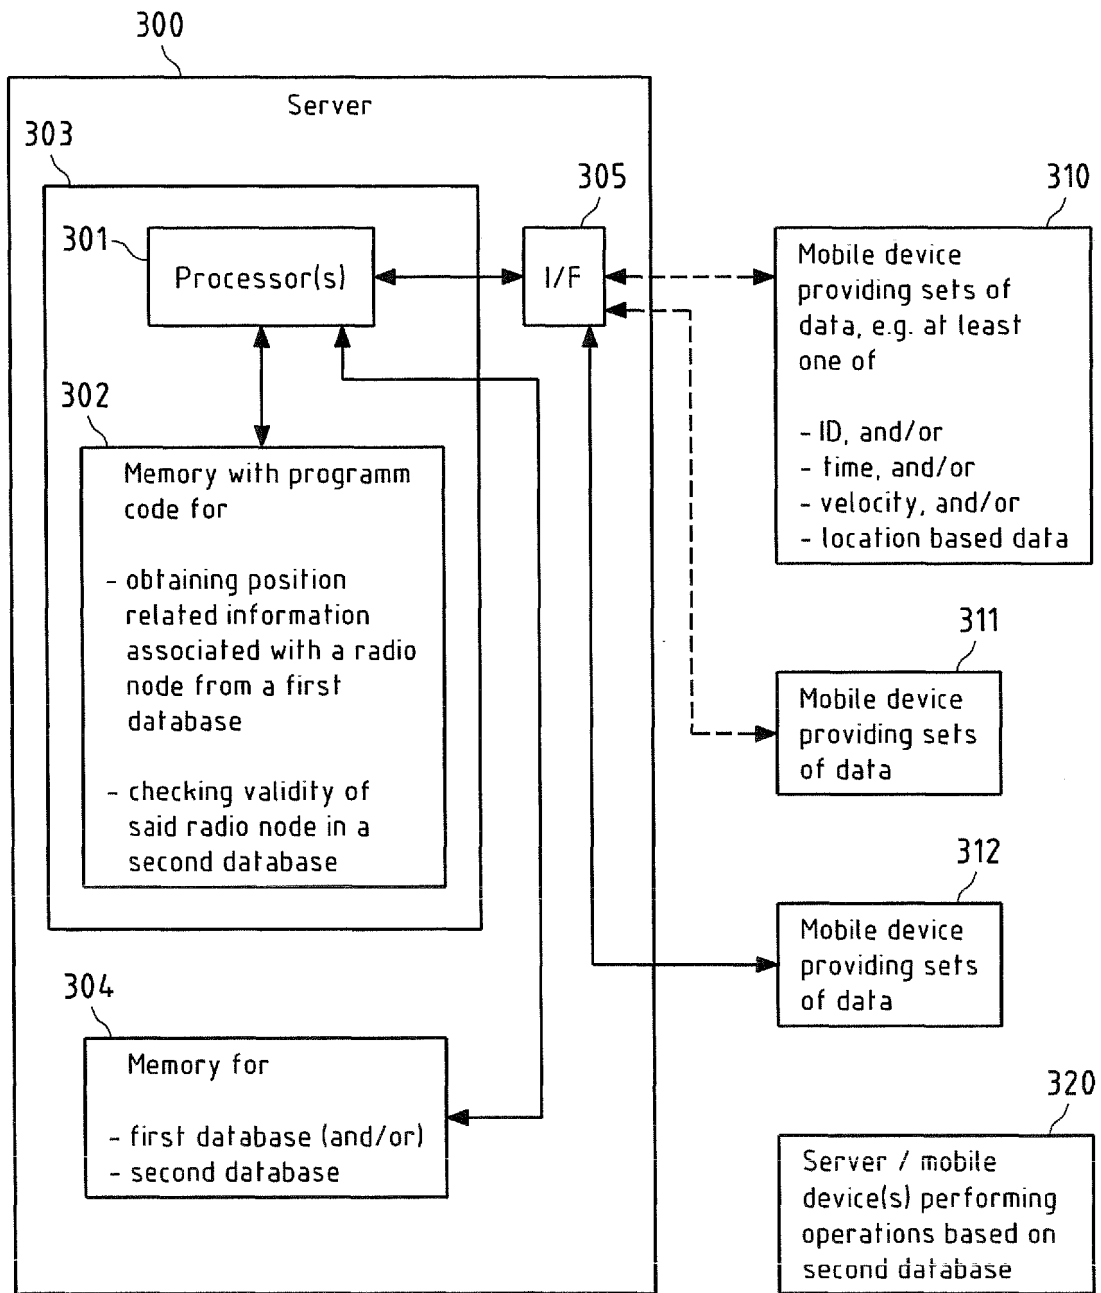 300
Server
303
305
310
301
Processor(s)
I/F
Mobile device
providing sets of
data, e.g. at least
one of
- ID, and/or
- time, and/or
- velocity, and/or
- location based data
302
Memory with programm
code for
- obtaining position
related information
associated with a radio
node from a first
database
- checking validity of
said radio node in a
second database
311
Mobile device
providing sets
of data
312
Mobile device
providing sets
of data
304
Memory for
- first database (and/or)
- second database
320
Server / mobile
device(s) performing
operations based on
second database